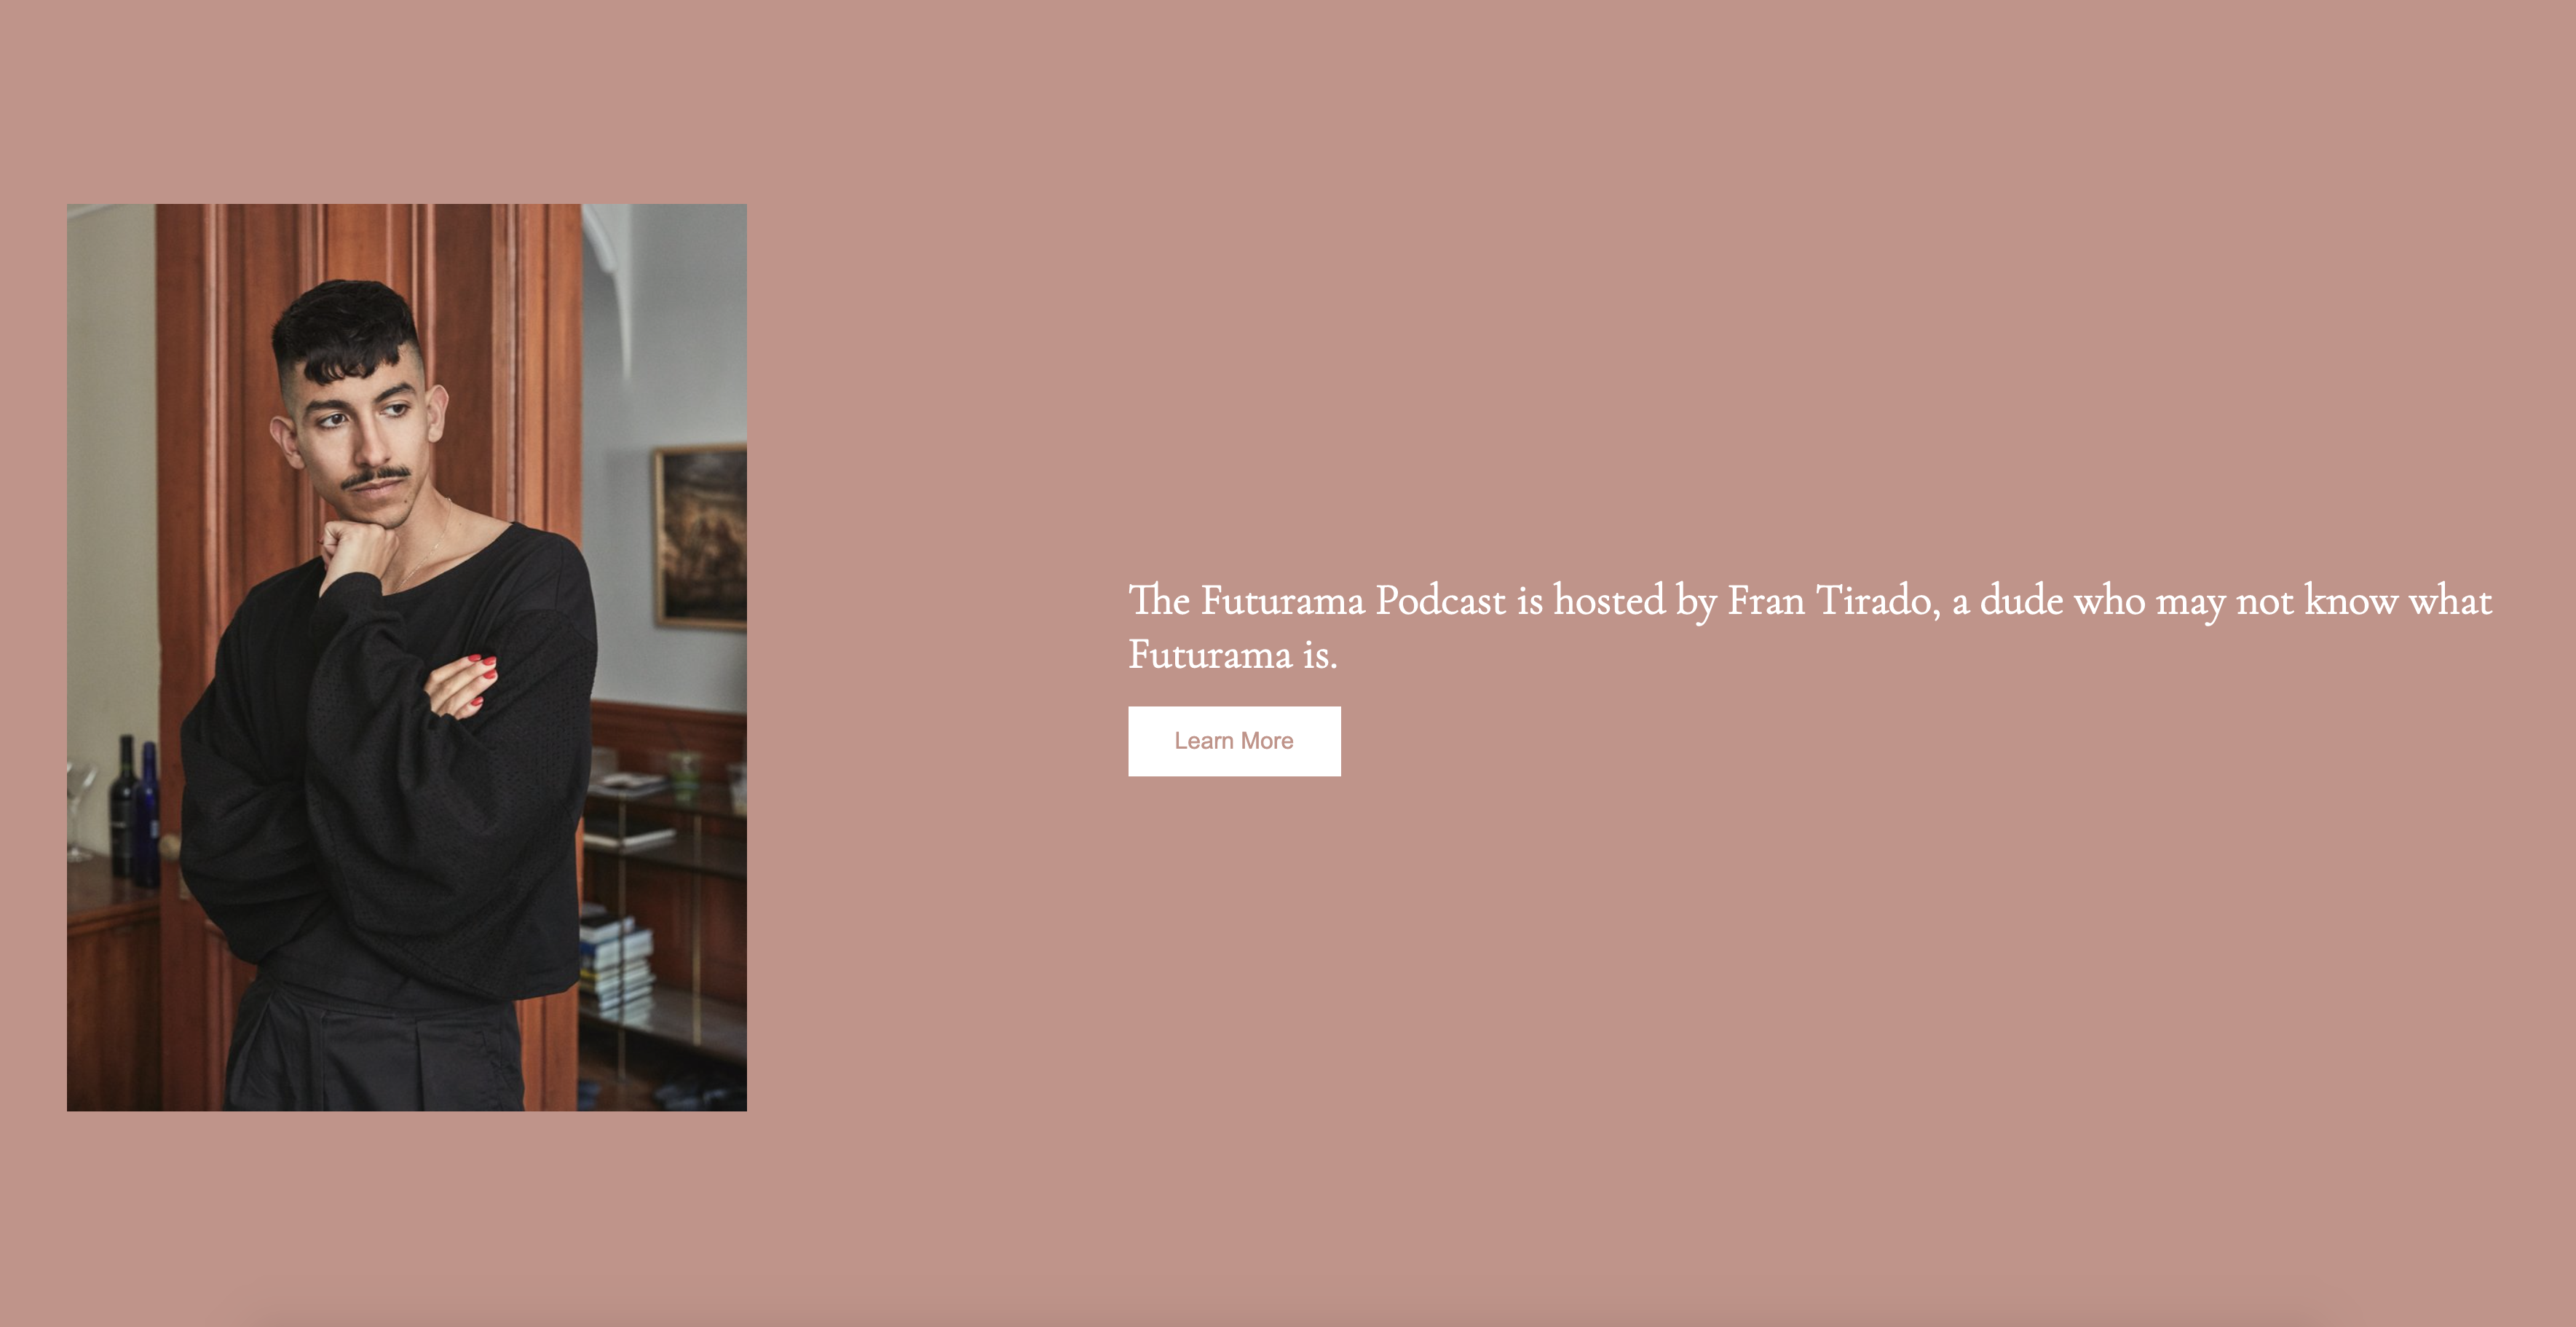 The Futurama Podcast is hosted by Fran Tirado, a dude who may not know what
Futurama is.
Learn More